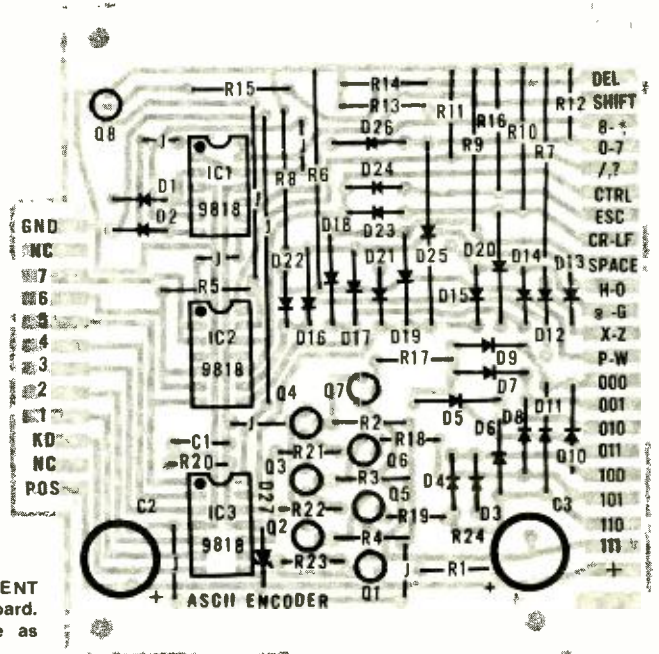 R15
R14
DEL
R13
R11
R12
SHIFT
Q8
D26
R16
R10
8-*
J
J
IC1
R9
R7
0-7
D24
/,?
D1
R8
R6
CTRL
9818
J
D2
D23
ESC
GND
D18
CR-LF
NC
J
J
D22
D21
D25
D20
D14
D13
SPACE
7
R5
D15
H-O
6
@-G
5
IC2
D16
D17
D19
D12
X-Z
4
R17
D9
P-W
3
9818
D7
000
2
Q4
Q7
D5
D11
001
1
J
R2
D8
010
KD
C1
R21
R18
D6
011
NC
R20
Q3
Q6
Q10
100
POS
R3
D4
101
C2
IC3
D27
R22
Q5
R19
D3
C3
110
9818
Q2
R4
R24
111
J
R23
J
R1
+
ENT
+
ASCII ENCODER
Q1
+
oard.
e as